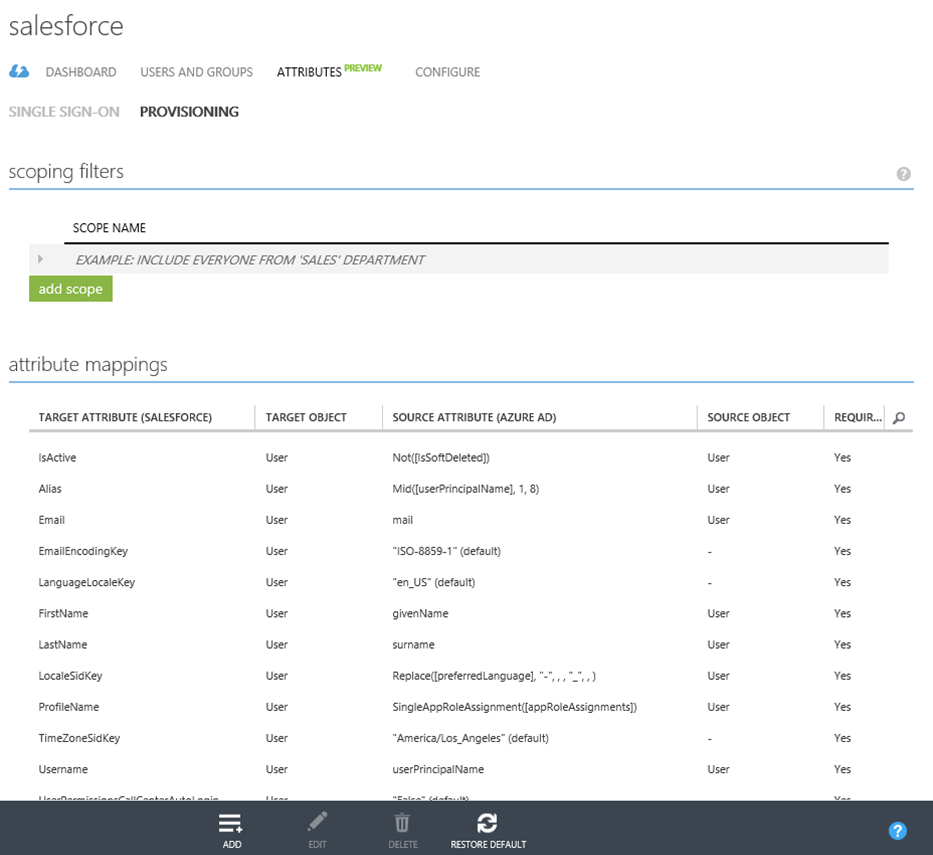 salesforce
DASHBOARD USERS AND GROUPS ATTRIBUTES PREVIEW CONFIGURE
SINGLE SIGN-ON PROVISIONING
scoping filters ?
SCOPE NAME
EXAMPLE: INCLUDE EVERYONE FROM 'SALES' DEPARTMENT
add scope
attribute mappings
TARGET ATTRIBUTE (SALESFORCE) TARGET OBJECT SOURCE ATTRIBUTE (AZURE AD) SOURCE OBJECT REQUIR...
IsActive User Not([IsSoftDeleted]) User Yes
Alias User Mid([userPrincipalName], 1, 8) User Yes
Email User mail User Yes
EmailEncodingKey User "ISO-8859-1" (default) - Yes
LanguageLocaleKey User "en_US" (default) - Yes
FirstName User givenName User Yes
LastName User surname User Yes
LocaleSidKey User Replace([preferredLanguage], "-", , , "_", , ) User Yes
ProfileName User SingleAppRoleAssignment([appRoleAssignments]) User Yes
TimeZoneSidKey User "America/Los_Angeles" (default) - Yes
Username User userPrincipalName User Yes
UserPermissionsCallCenterAutoLogin User "False" (default) Yes
ADD EDIT DELETE RESTORE DEFAULT ?